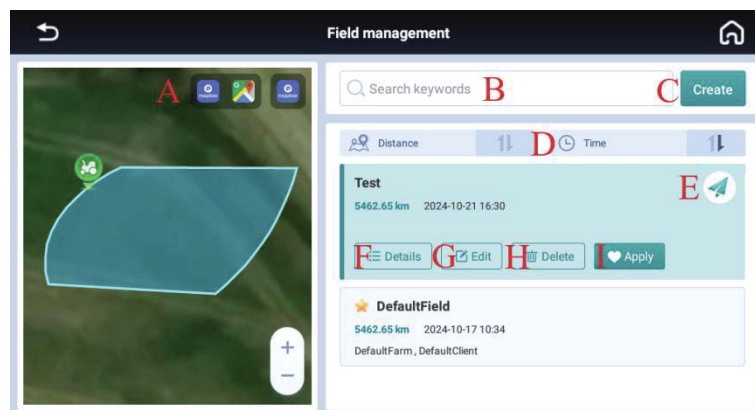 Field management
A
B
Search keywords
C
Create
Distance
D
Time
Test
E
5462.65 km 2024-10-21 16:30
F
Details
G
Edit
H
Delete
I
Apply
DefaultField
5462.65 km 2024-10-17 10:34
DefaultFarm , DefaultClient
+
−